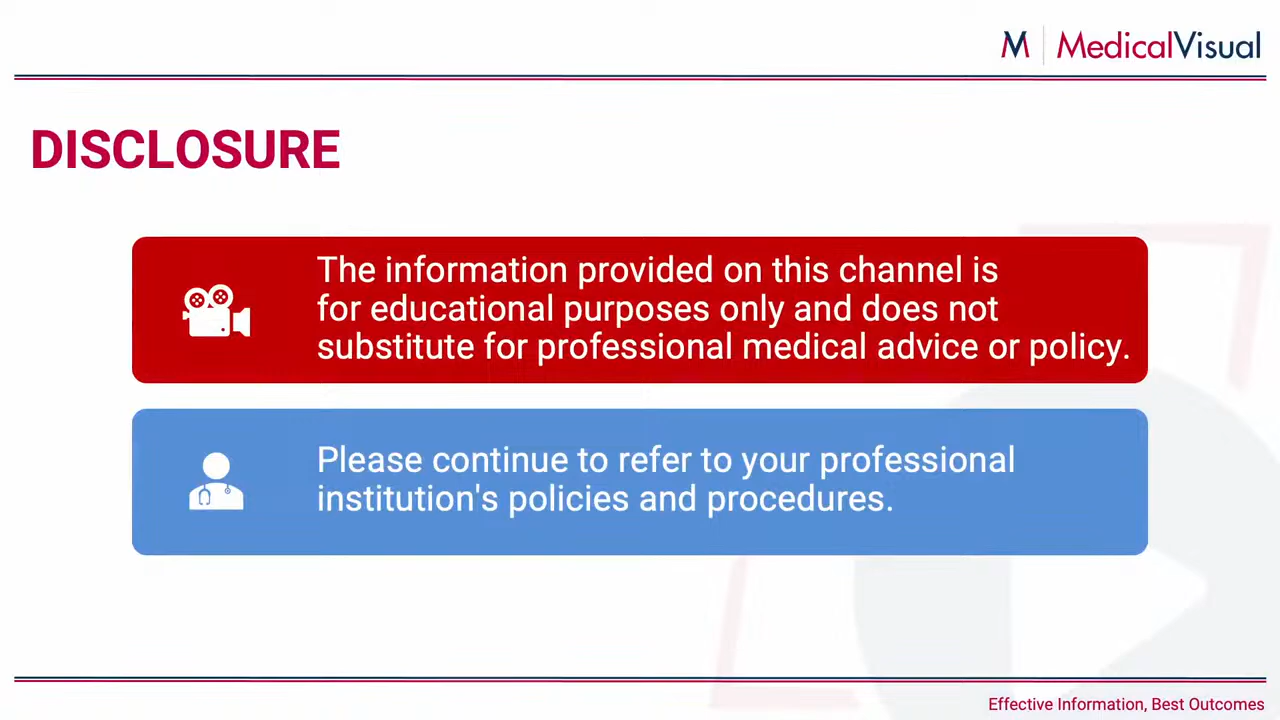 M | MedicalVisual
DISCLOSURE
The information provided on this channel is
for educational purposes only and does not
substitute for professional medical advice or policy.
Please continue to refer to your professional
institution's policies and procedures.
Effective Information, Best Outcomes